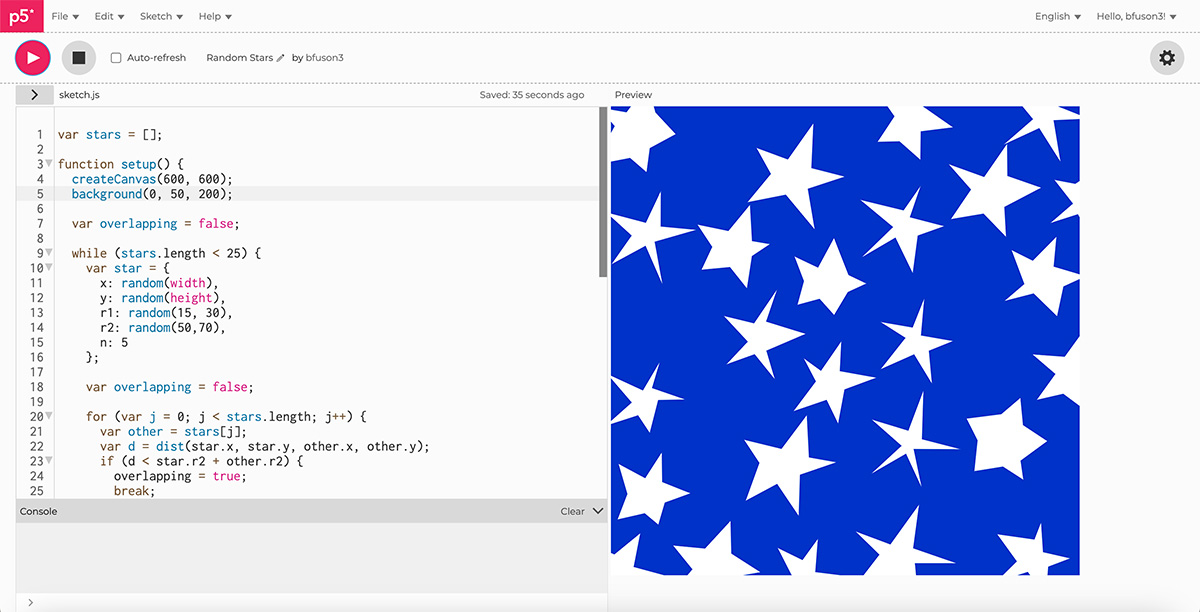 p5* File Edit Sketch Help English Hello, bfuson3!
Auto-refresh Random Stars by bfuson3
sketch.js Saved: 35 seconds ago Preview
1 var stars = [];
2
3 function setup() {
4 createCanvas(600, 600);
5 background(0, 50, 200);
6
7 var overlapping = false;
8
9 while (stars.length < 25) {
10 var star = {
11 x: random(width),
12 y: random(height),
13 r1: random(15, 30),
14 r2: random(50,70),
15 n: 5
16 };
17
18 var overlapping = false;
19
20 for (var j = 0; j < stars.length; j++) {
21 var other = stars[j];
22 var d = dist(star.x, star.y, other.x, other.y);
23 if (d < star.r2 + other.r2) {
24 overlapping = true;
25 break;
Console Clear